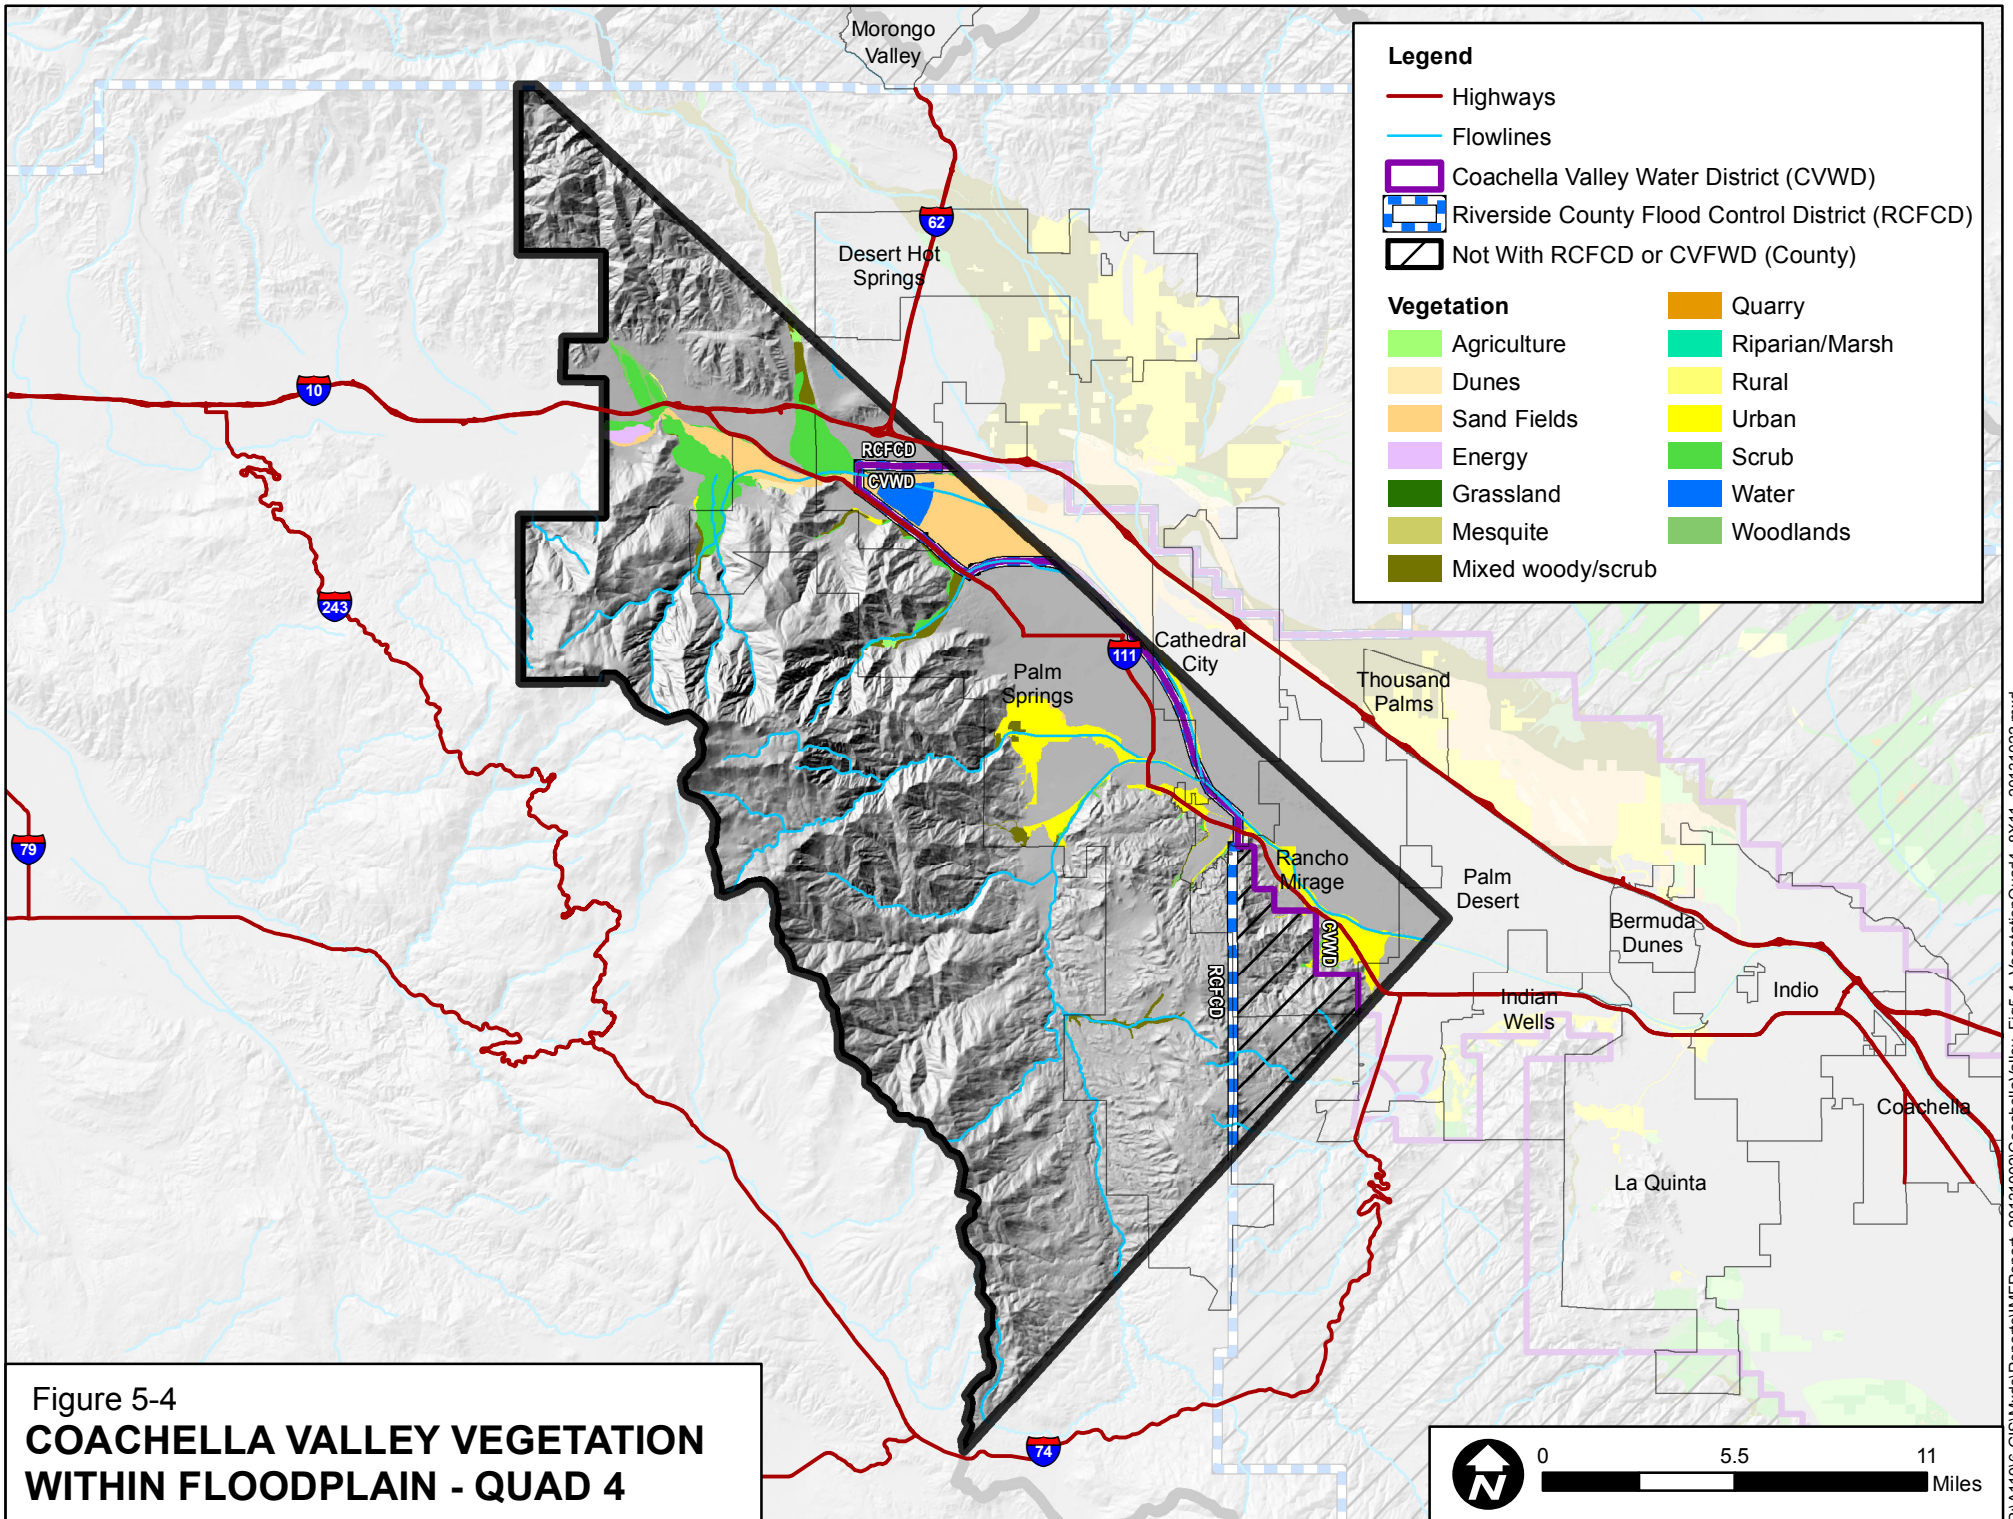 Morongo
Valley
Legend
Highways
Flowlines
Coachella Valley Water District (CVWD)
Riverside County Flood Control District (RCFCD)
Not With RCFCD or CVFWD (County)
Vegetation
Agriculture
Dunes
Sand Fields
Energy
Grassland
Mesquite
Mixed woody/scrub
Quarry
Riparian/Marsh
Rural
Urban
Scrub
Water
Woodlands
62
Desert Hot
Springs
10
RCFCD
CVWD
243
111
Cathedral
City
Palm
Springs
Thousand
Palms
79
Rancho
Mirage
Palm
Desert
Bermuda
Dunes
CVWD
RCFCD
Indian
Wells
Indio
Coachella
La Quinta
74
Figure 5-4
COACHELLA VALLEY VEGETATION
WITHIN FLOODPLAIN - QUAD 4
N
0 5.5 11
Miles